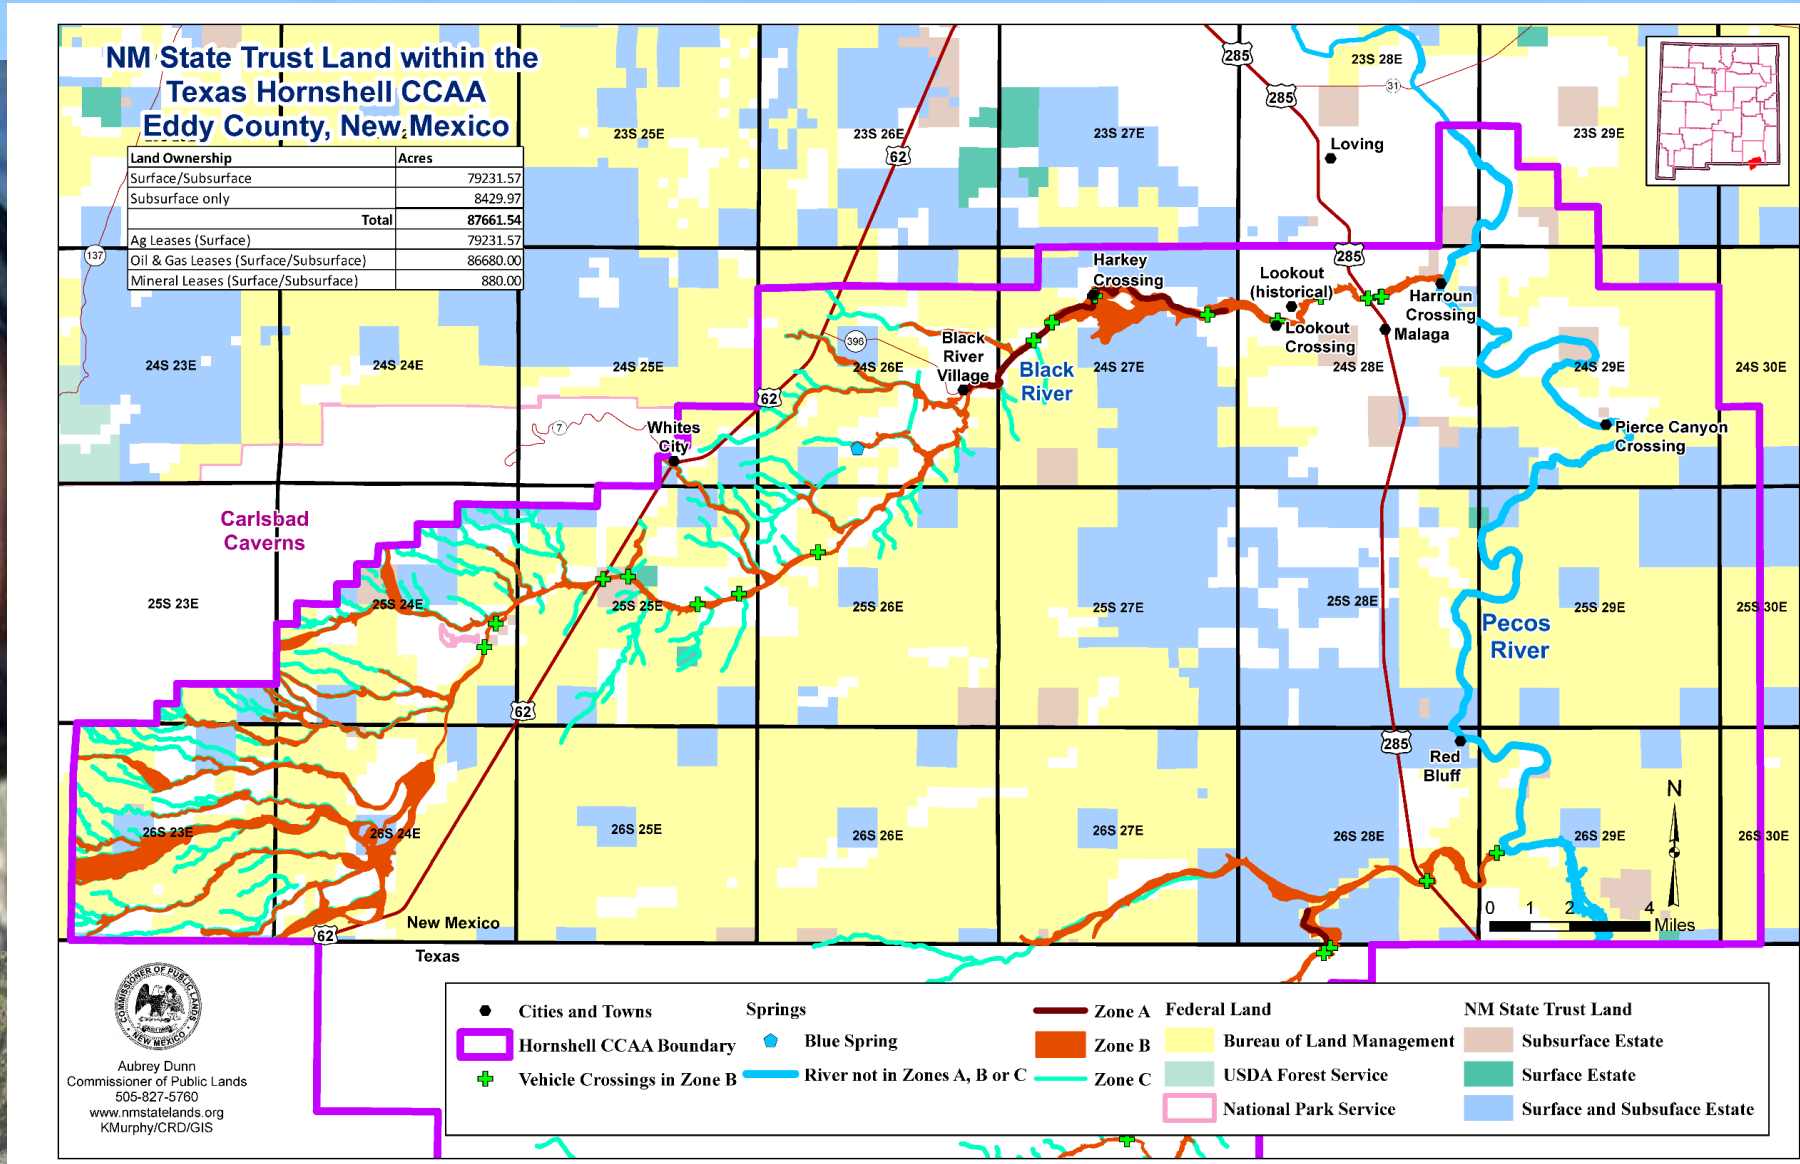 NM State Trust Land within the
Texas Hornshell CCAA
Eddy County, New Mexico
Land Ownership Acres
Surface/Subsurface 79231.57
Subsurface only 8429.97
Total 87661.54
Ag Leases (Surface) 79231.57
Oil & Gas Leases (Surface/Subsurface) 86680.00
Mineral Leases (Surface/Subsurface) 880.00
23S 25E
23S 26E
23S 27E
23S 28E
23S 29E
285
285
31
62
137
Loving
285
Harkey
Crossing
Lookout
(historical)
Harroun
Crossing
Lookout
Crossing
Malaga
396
Black
River
Village
Black
River
24S 23E
24S 24E
24S 25E
24S 26E
24S 27E
24S 28E
24S 29E
24S 30E
62
7
Whites
City
Pierce Canyon
Crossing
Carlsbad
Caverns
25S 23E
25S 24E
25S 25E
25S 26E
25S 27E
25S 28E
25S 29E
25S 30E
Pecos
River
62
285
Red
Bluff
N
26S 23E
26S 24E
26S 25E
26S 26E
26S 27E
26S 28E
26S 29E
26S 30E
0 1 2 4
Miles
New Mexico
62
Texas
COMMISSIONER OF PUBLIC LANDS
NEW MEXICO
Aubrey Dunn
Commissioner of Public Lands
505-827-5760
www.nmstatelands.org
KMurphy/CRD/GIS
Cities and Towns
Hornshell CCAA Boundary
Vehicle Crossings in Zone B
Springs
Blue Spring
River not in Zones A, B or C
Zone A
Zone B
Zone C
Federal Land
Bureau of Land Management
USDA Forest Service
National Park Service
NM State Trust Land
Subsurface Estate
Surface Estate
Surface and Subsuface Estate